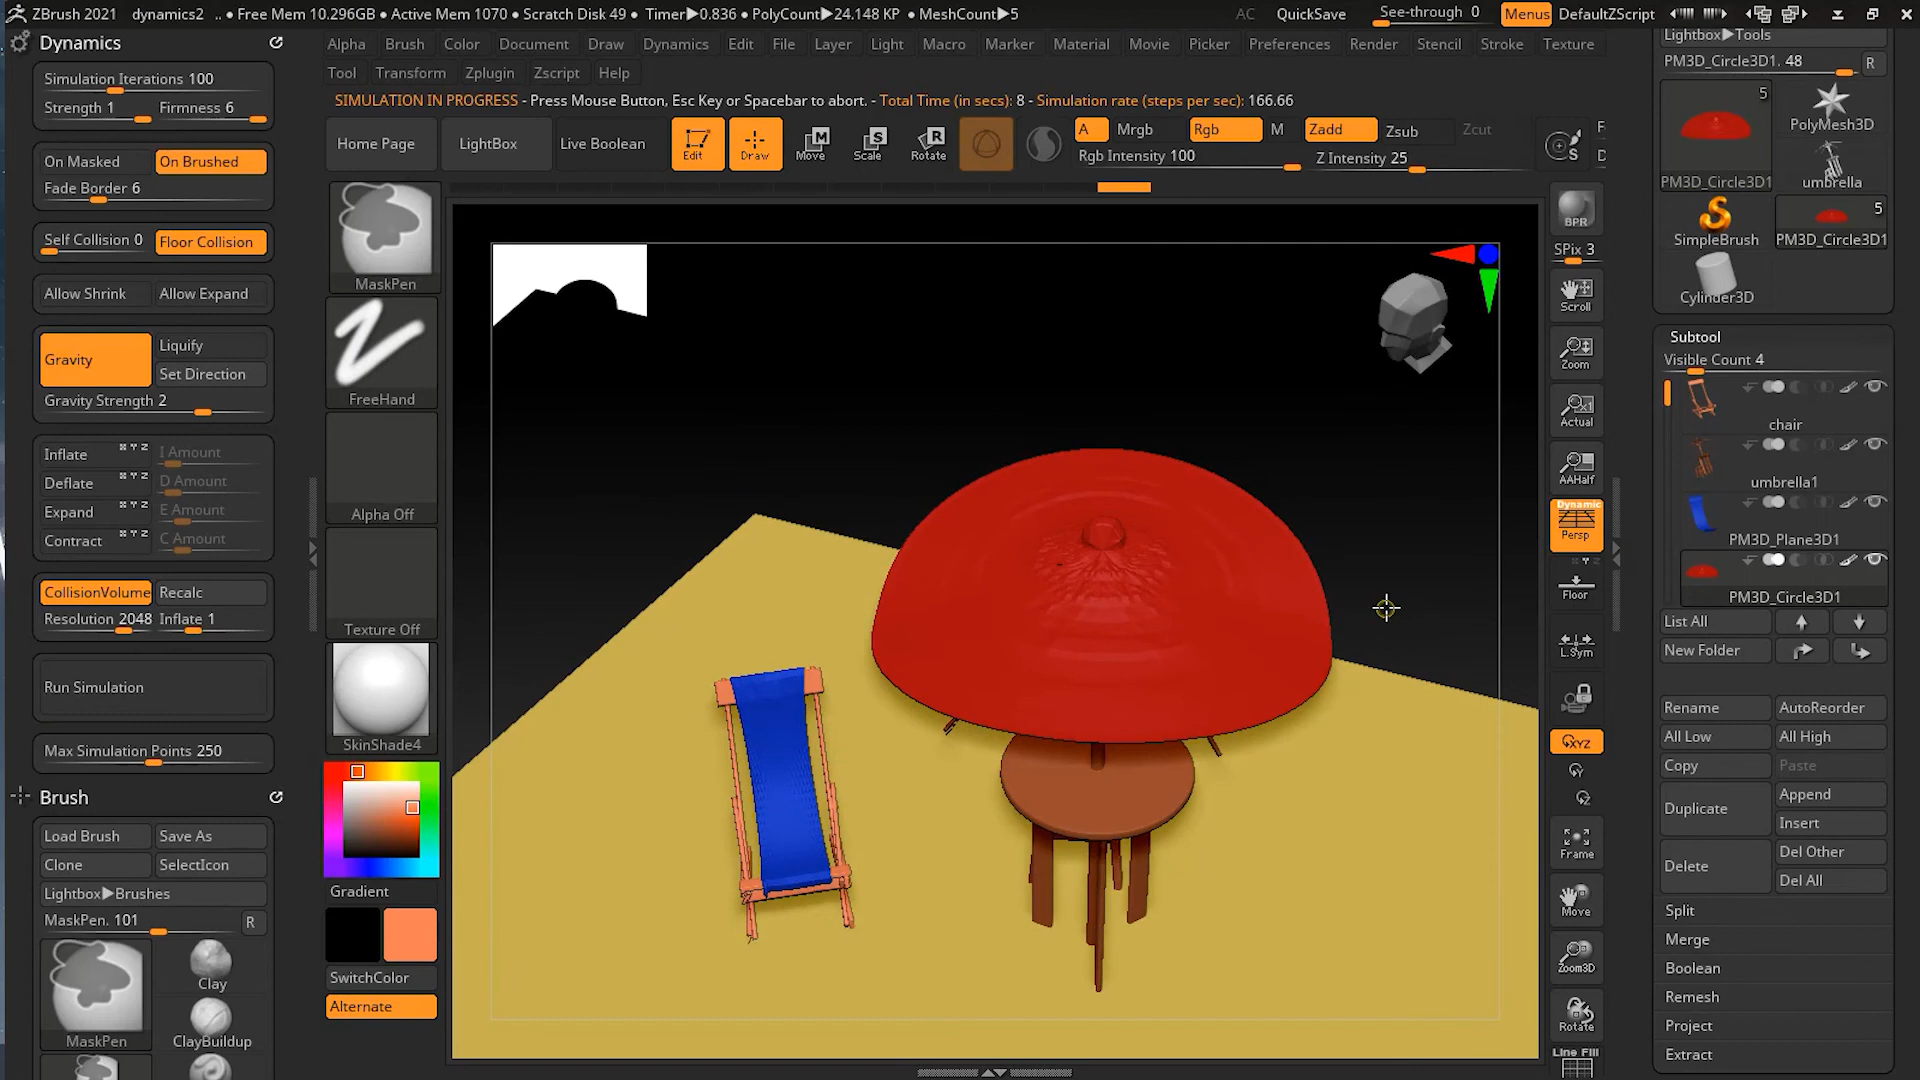 ZBrush 2021 dynamics2 .. • Free Mem 10.296GB • Active Mem 1070 • Scratch Disk 49 • Timer▶0.836 • PolyCount▶24.148 KP • MeshCount▶5 AC QuickSave See-through 0 Menus DefaultZScript
Alpha Brush Color Document Draw Dynamics Edit File Layer Light Macro Marker Material Movie Picker Preferences Render Stencil Stroke Texture
Tool Transform Zplugin Zscript Help
SIMULATION IN PROGRESS - Press Mouse Button, Esc Key or Spacebar to abort. - Total Time (in secs): 8 - Simulation rate (steps per sec): 166.66
Home Page LightBox Live Boolean Edit Draw Move Scale Rotate
A Mrgb Rgb M Zadd Zsub Zcut
Rgb Intensity 100 Z Intensity 25
S
F
D
Dynamics
Simulation Iterations 100
Strength 1 Firmness 6
On Masked On Brushed
Fade Border 6
Self Collision 0 Floor Collision
Allow Shrink Allow Expand
Gravity Liquify
Set Direction
Gravity Strength 2
Inflate X Y Z I Amount
Deflate X Y Z D Amount
Expand X Y Z E Amount
Contract X Y Z C Amount
CollisionVolume Recalc
Resolution 2048 Inflate 1
Run Simulation
Max Simulation Points 250
Brush
Load Brush Save As
Clone SelectIcon
Lightbox▶Brushes
MaskPen. 101 R
MaskPen Clay
ClayBuildup
MaskPen
FreeHand
Alpha Off
Texture Off
SkinShade4
Gradient
SwitchColor
Alternate
BPR
SPix 3
Scroll
Zoom
Actual
AAHalf
Dynamic
Persp
Floor
L.Sym
XYZ
Y
Z
Frame
Move
Zoom3D
Rotate
Line Fill
Lightbox▶Tools
PM3D_Circle3D1. 48 R
5
PM3D_Circle3D1 PolyMesh3D
umbrella
SimpleBrush 5 PM3D_Circle3D1
Cylinder3D
Subtool
Visible Count 4
chair
umbrella1
PM3D_Plane3D1
PM3D_Circle3D1
List All
New Folder
Rename AutoReorder
All Low All High
Copy Paste
Duplicate Append
Insert
Delete Del Other
Del All
Split
Merge
Boolean
Remesh
Project
Extract